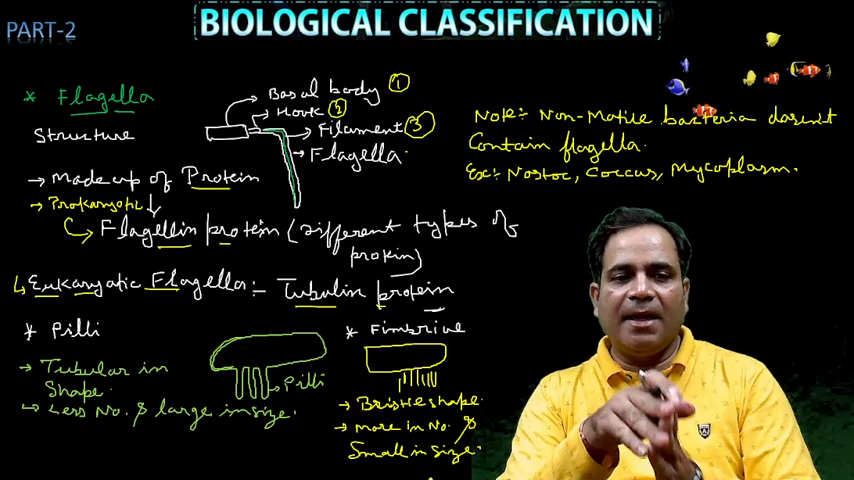 PART-2
BIOLOGICAL CLASSIFICATION
* Flagella
Structure
Basal body ①
Hook ②
Filament ③
Flagella.
→ Made up of Protein
→ Prokaryotic ↓
Flagellin protein (different types of
protein)
↳ Eukaryotic Flagella - Tubulin protein
* Pilli
→ Tubular in
Shape.
↳ Less No. & large in size.
Pilli
* Fimbriae
→ Bristle shape.
→ more in No. &
Small in size.
Note:- Non-Motile bacteria doesn't
Contain flagella.
Ex:- Nostoc, Coccus, Mycoplasm.